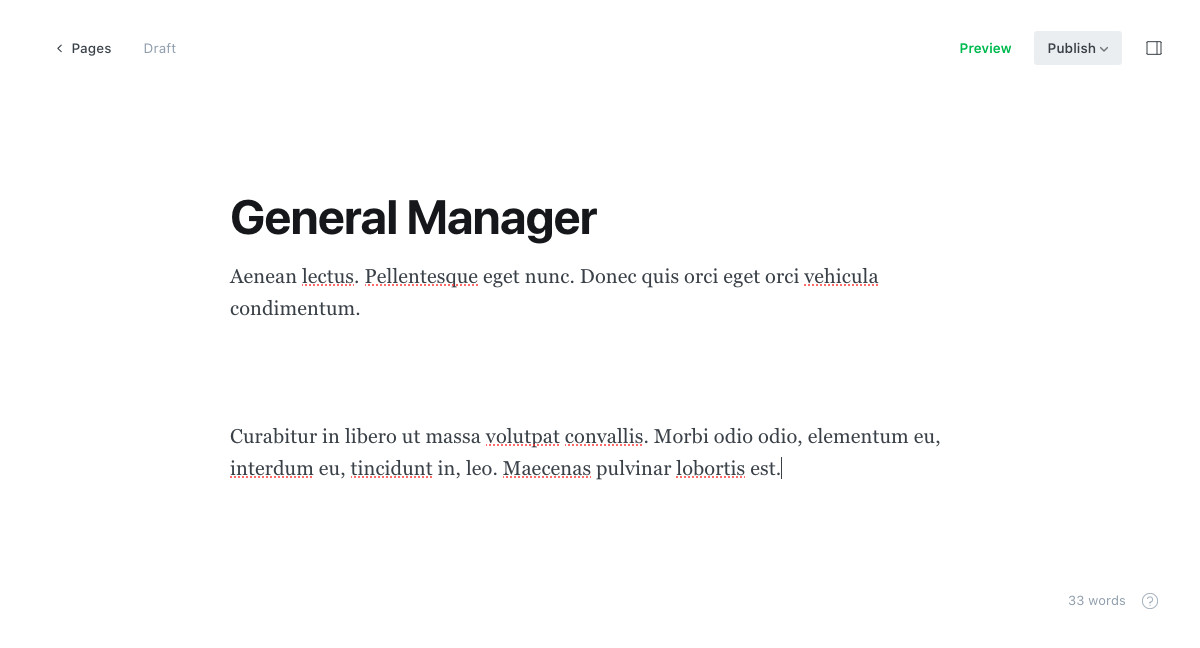 Pages
Draft
Preview
Publish
General Manager
Aenean lectus. Pellentesque eget nunc. Donec quis orci eget orci vehicula
condimentum.
Curabitur in libero ut massa volutpat convallis. Morbi odio odio, elementum eu,
interdum eu, tincidunt in, leo. Maecenas pulvinar lobortis est.
33 words
?